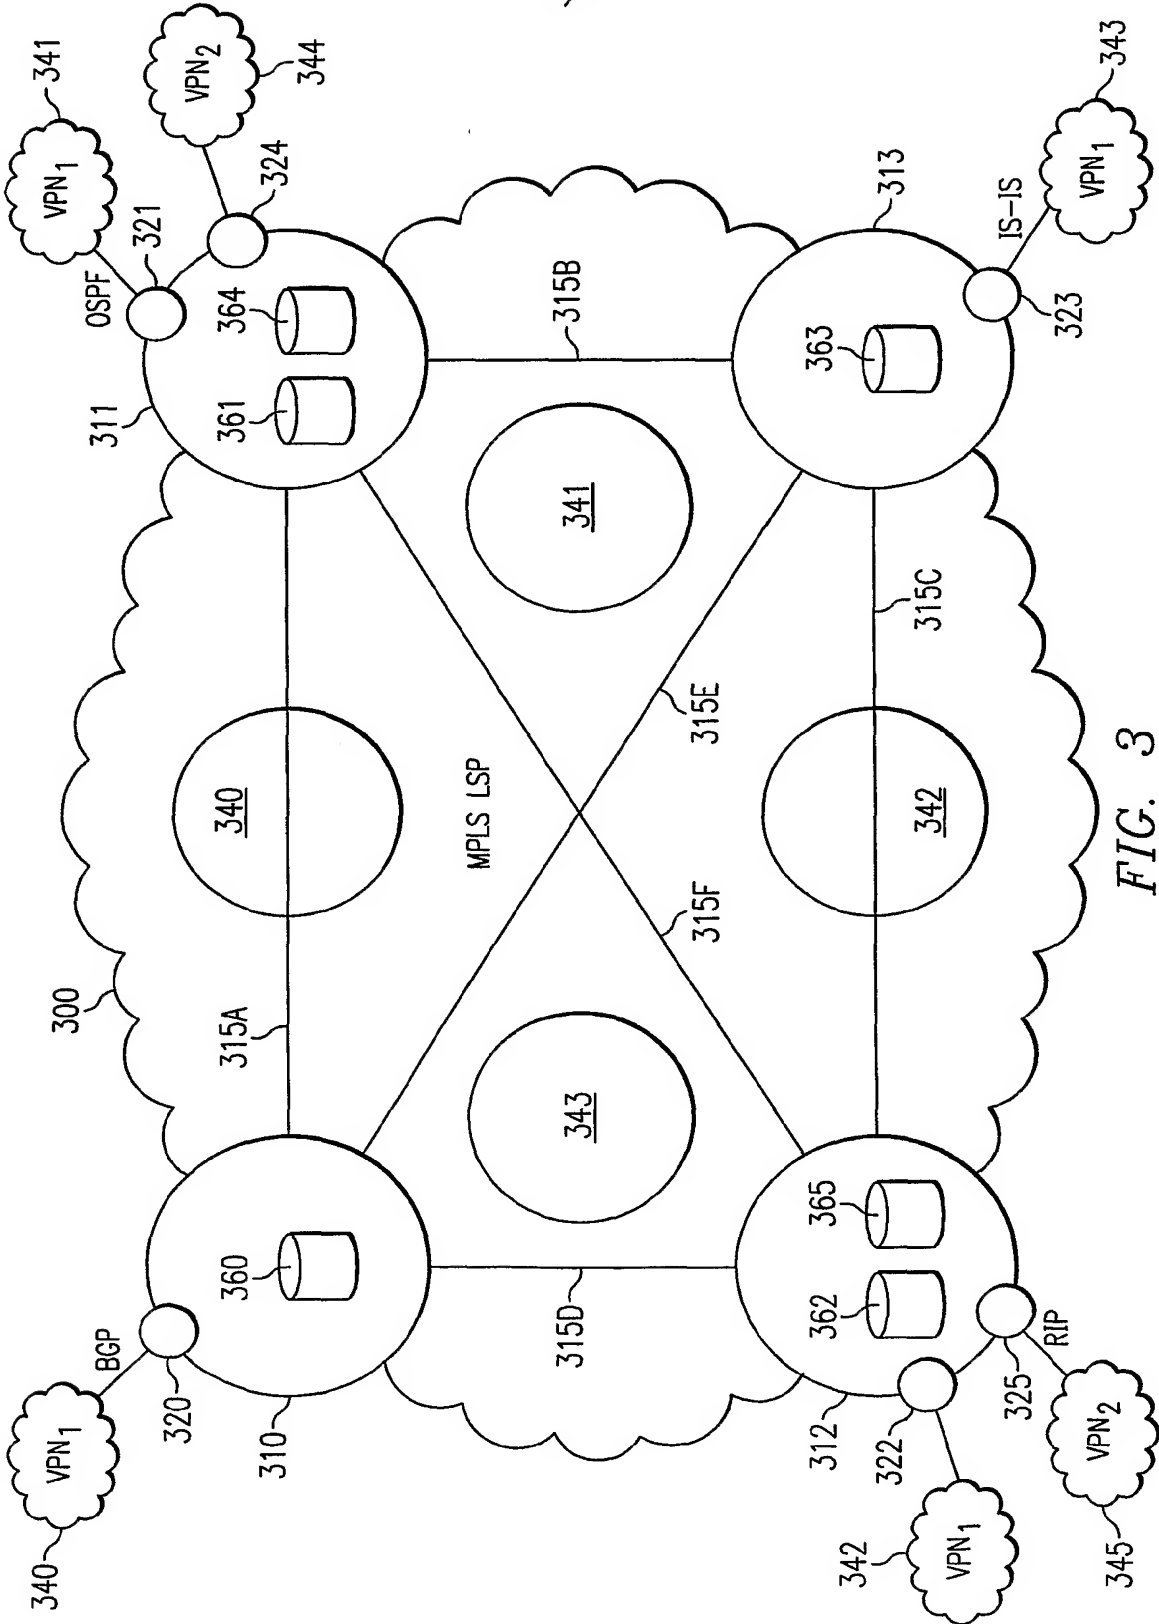 340
VPN1
BGP
320
310
360
300
315A
340
311
OSPF
321
VPN1
341
VPN2
344
324
361
364
MPLS LSP
343
341
315D
315B
315F
315E
342
315C
362
365
363
313
312
322
325
RIP
342
VPN1
VPN2
345
IS-IS
323
VPN1
343
FIG. 3